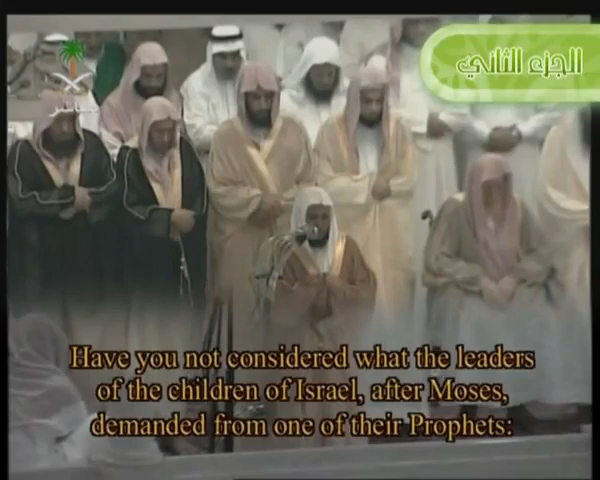 الجزء الثاني
مباشر
Have you not considered what the leaders
of the children of Israel, after Moses,
demanded from one of their Prophets: